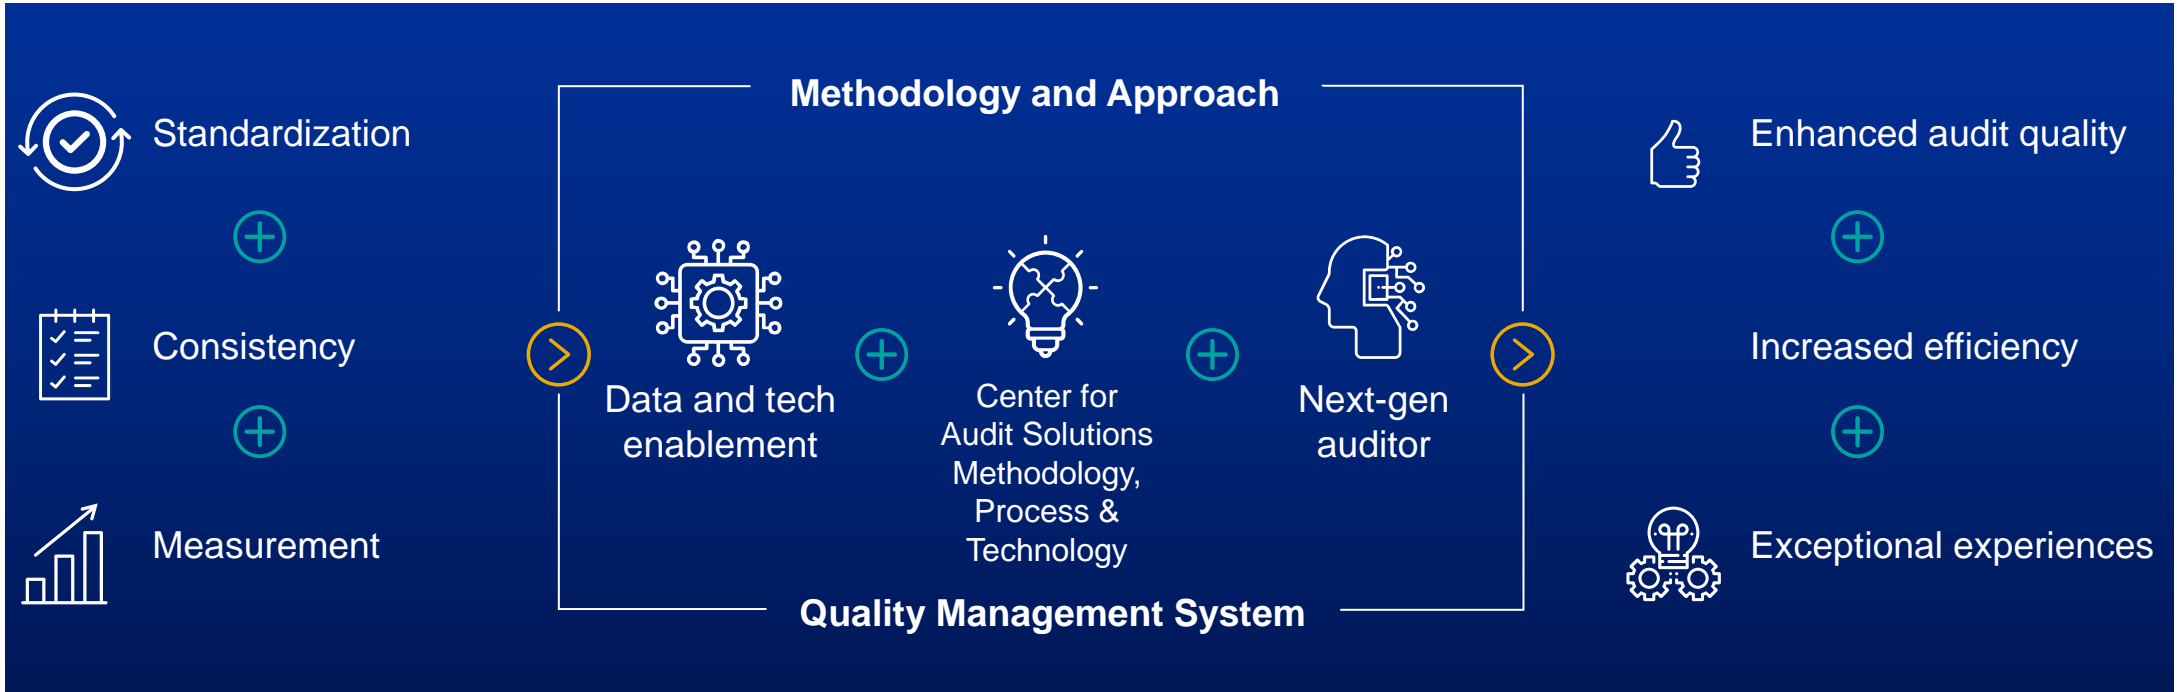 Standardization
Consistency
Measurement
Methodology and Approach
Data and tech
enablement
Center for
Audit Solutions
Methodology,
Process &
Technology
Next-gen
auditor
Quality Management System
Enhanced audit quality
Increased efficiency
Exceptional experiences